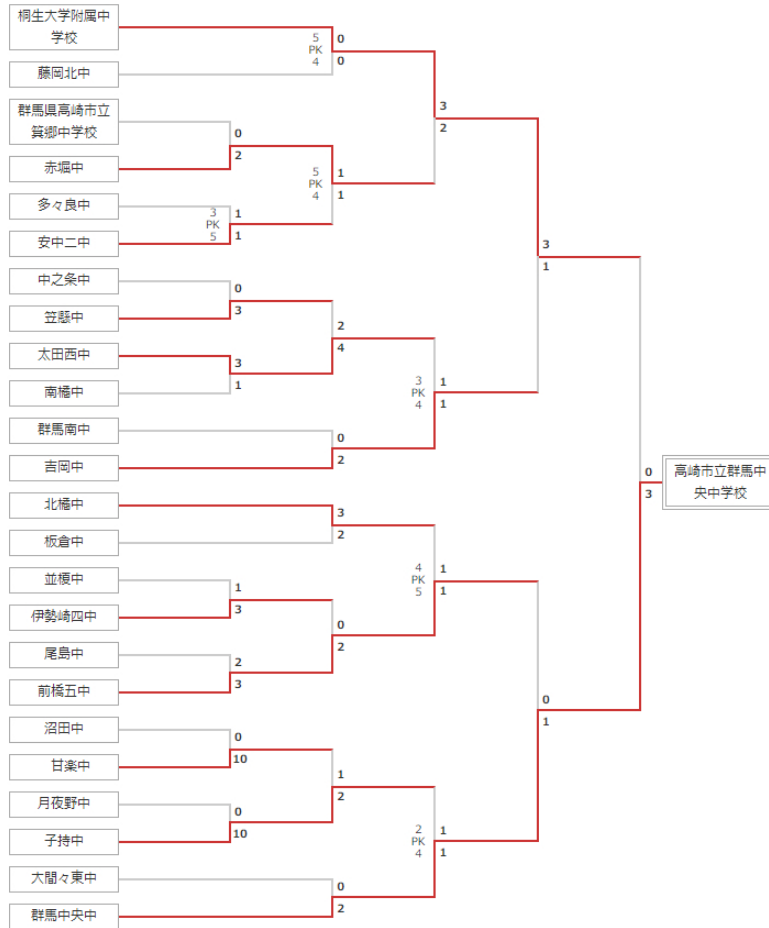 桐生大学附属中
学校
藤岡北中
5
PK
4
0
0
群馬県高崎市立
箕郷中学校
赤堀中
0
2
多々良中
安中二中
3
PK
5
1
1
5
PK
4
1
1
3
2
中之条中
笠懸中
0
3
太田西中
南橘中
3
1
2
4
群馬南中
吉岡中
0
2
3
PK
4
1
1
3
1
北橘中
板倉中
3
2
並榎中
伊勢崎四中
1
3
尾島中
前橋五中
2
3
0
2
4
PK
5
1
1
沼田中
甘楽中
0
10
月夜野中
子持中
0
10
1
2
大間々東中
群馬中央中
0
2
2
PK
4
1
1
0
1
0
3
高崎市立群馬中
央中学校